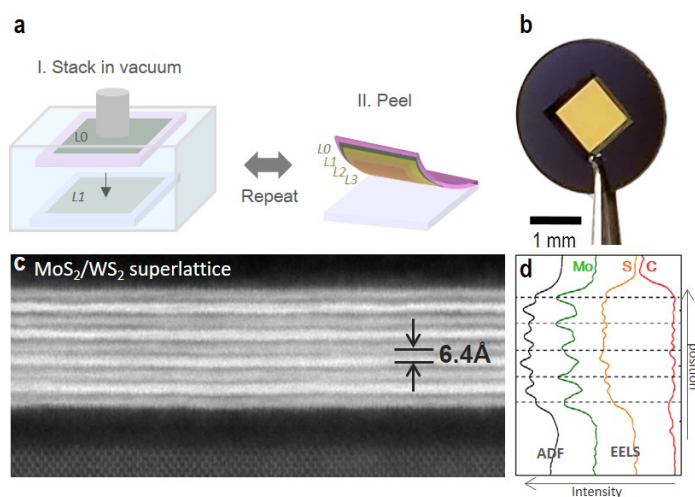 a
I. Stack in vacuum
L0
L1
Repeat
II. Peel
L0
L1
L2
L3
b
1 mm
c MoS₂/WS₂ superlattice
6.4Å
d
Mo
S
C
position
ADF
EELS
Intensity